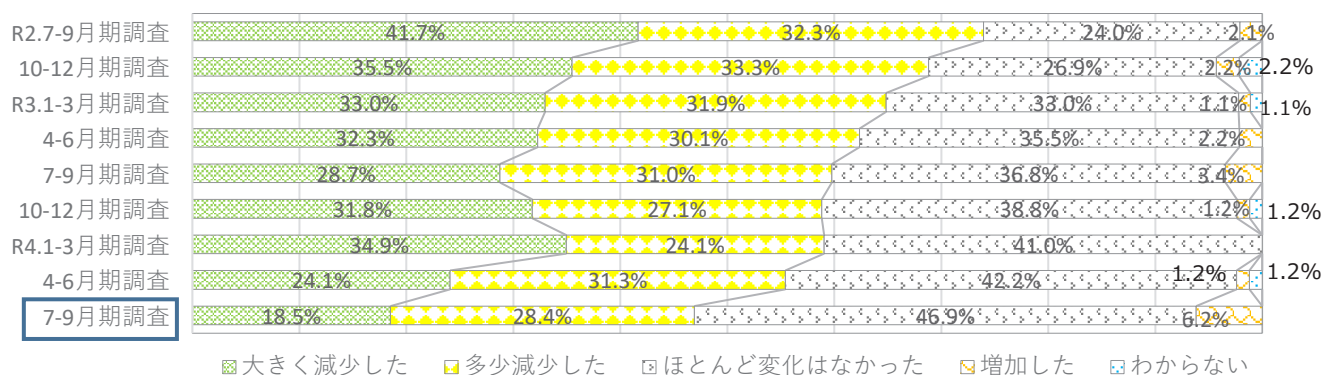 R2.7-9月期調査 41.7% 32.3% 24.0% 2.1%
10-12月期調査 35.5% 33.3% 26.9% 2.2% 2.2%
R3.1-3月期調査 33.0% 31.9% 33.0% 1.1% 1.1%
4-6月期調査 32.3% 30.1% 35.5% 2.2%
7-9月期調査 28.7% 31.0% 36.8% 3.4%
10-12月期調査 31.8% 27.1% 38.8% 1.2% 1.2%
R4.1-3月期調査 34.9% 24.1% 41.0%
4-6月期調査 24.1% 31.3% 42.2% 1.2% 1.2%
7-9月期調査 18.5% 28.4% 46.9% 6.2%
大きく減少した 多少減少した ほとんど変化はなかった 増加した わからない